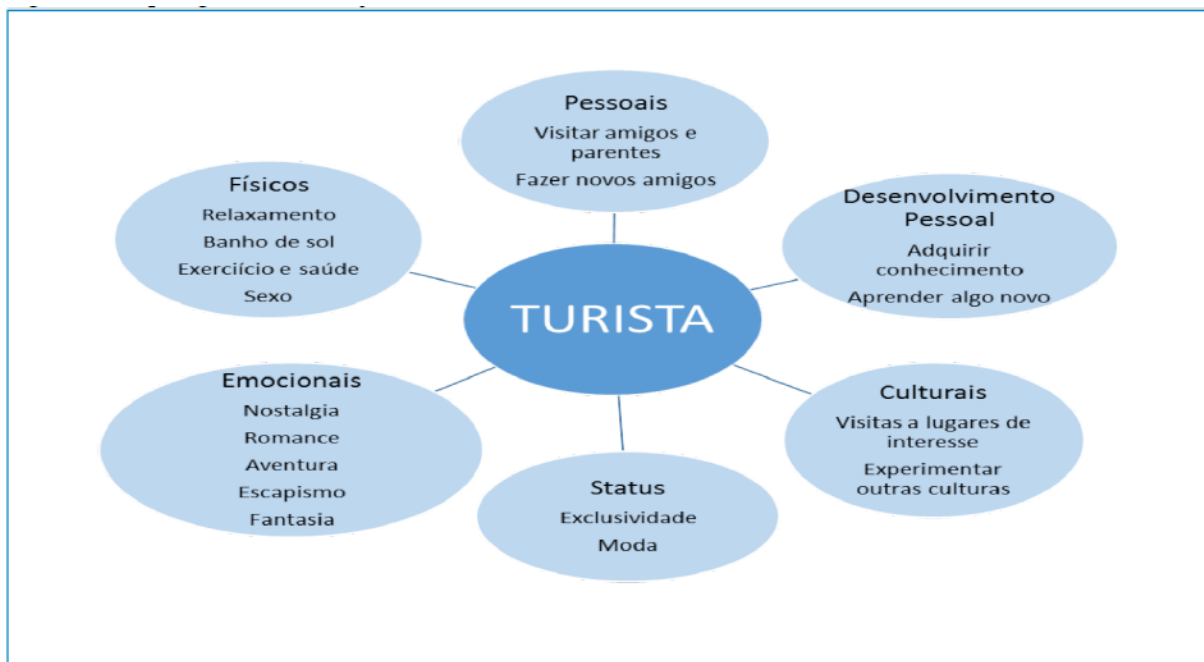 Pessoais
Visitar amigos e
parentes
Fazer novos amigos
Desenvolvimento
Pessoal
Adquirir
conhecimento
Aprender algo novo
Culturais
Visitas a lugares de
interesse
Experimentar
outras culturas
Status
Exclusividade
Moda
Emocionais
Nostalgia
Romance
Aventura
Escapismo
Fantasia
Físicos
Relaxamento
Banho de sol
Exerciício e saúde
Sexo
TURISTA